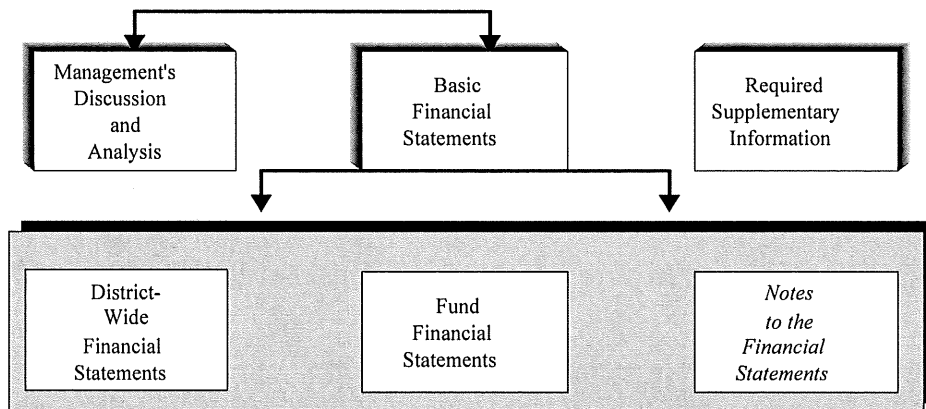 Management's
Discussion
and
Analysis
Basic
Financial
Statements
Required
Supplementary
Information
District-
Wide
Financial
Statements
Fund
Financial
Statements
Notes
to the
Financial
Statements